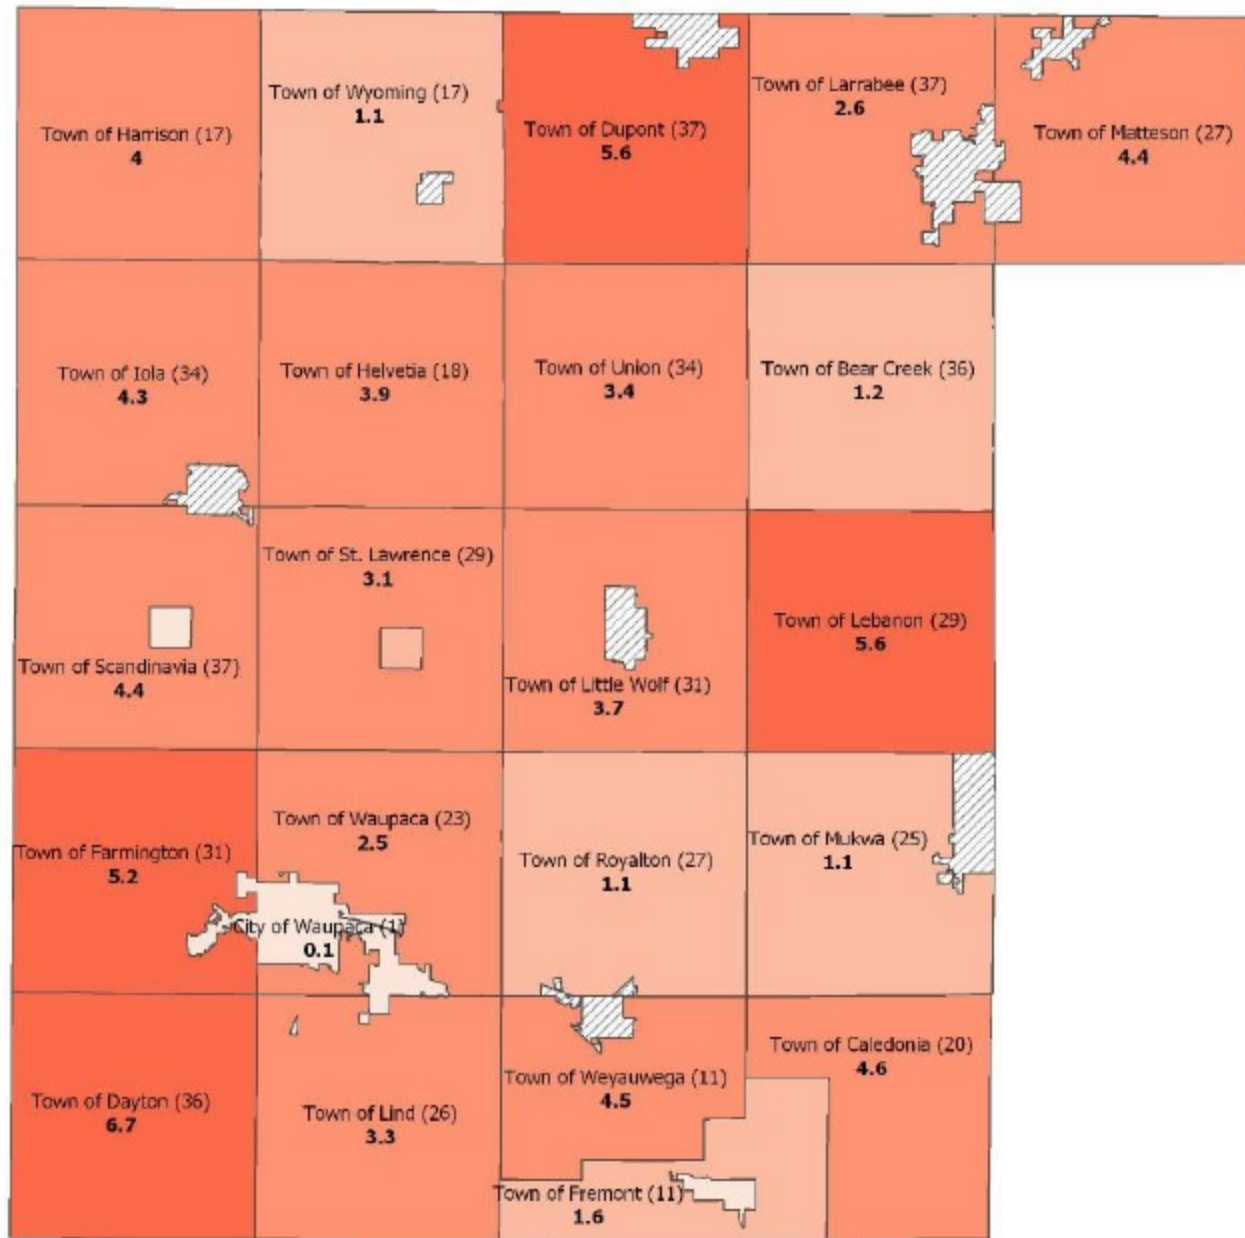 Town of Harrison (17)
4
Town of Wyoming (17)
1.1
Town of Dupont (37)
5.6
Town of Larrabee (37)
2.6
Town of Matteson (27)
4.4
Town of Iola (34)
4.3
Town of Helvetia (18)
3.9
Town of Union (34)
3.4
Town of Bear Creek (36)
1.2
Town of Scandinavia (37)
4.4
Town of St. Lawrence (29)
3.1
Town of Little Wolf (31)
3.7
Town of Lebanon (29)
5.6
Town of Farmington (31)
5.2
Town of Waupaca (23)
2.5
City of Waupaca (1)
0.1
Town of Royalton (27)
1.1
Town of Mukwa (25)
1.1
Town of Dayton (36)
6.7
Town of Lind (26)
3.3
Town of Weyauwega (11)
4.5
Town of Caledonia (20)
4.6
Town of Fremont (11)
1.6